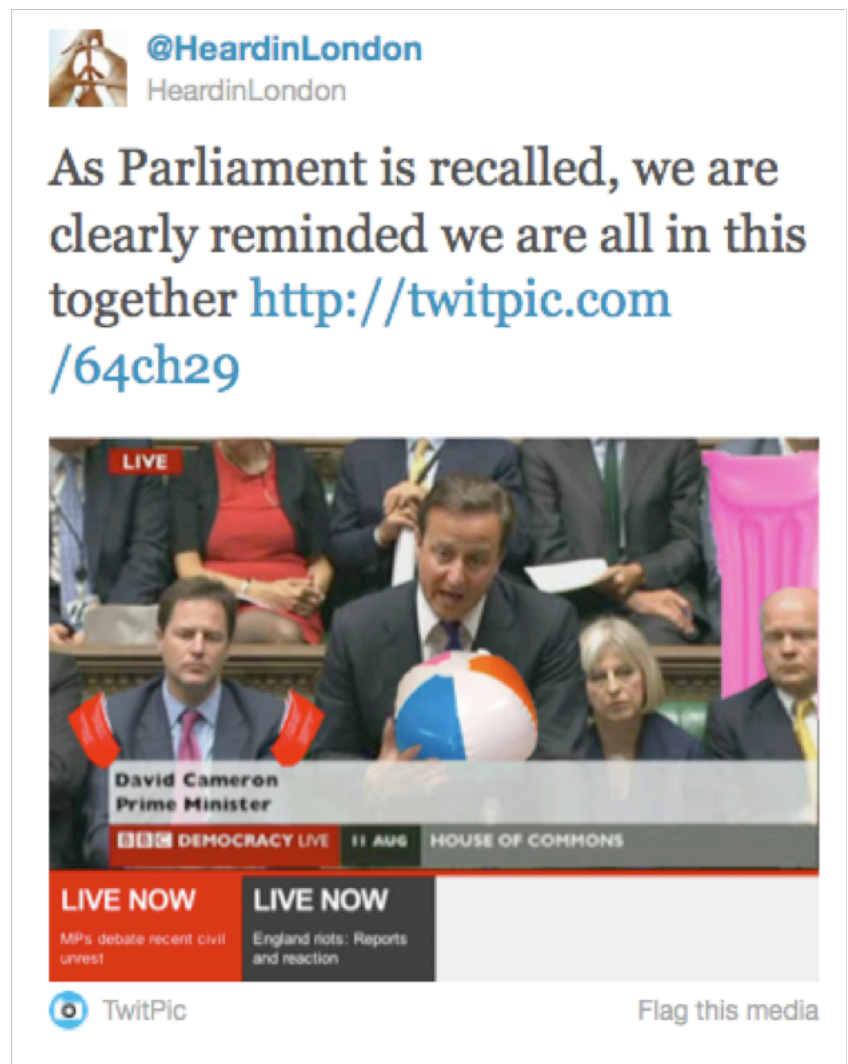 @HeardinLondon
HeardinLondon
As Parliament is recalled, we are
clearly reminded we are all in this
together http://twitpic.com
/64ch29
LIVE
David Cameron
Prime Minister
BBC DEMOCRACY LIVE 11 AUG HOUSE OF COMMONS
LIVE NOW
MPs debate recent civil
unrest
LIVE NOW
England riots: Reports
and reaction
TwitPic
Flag this media